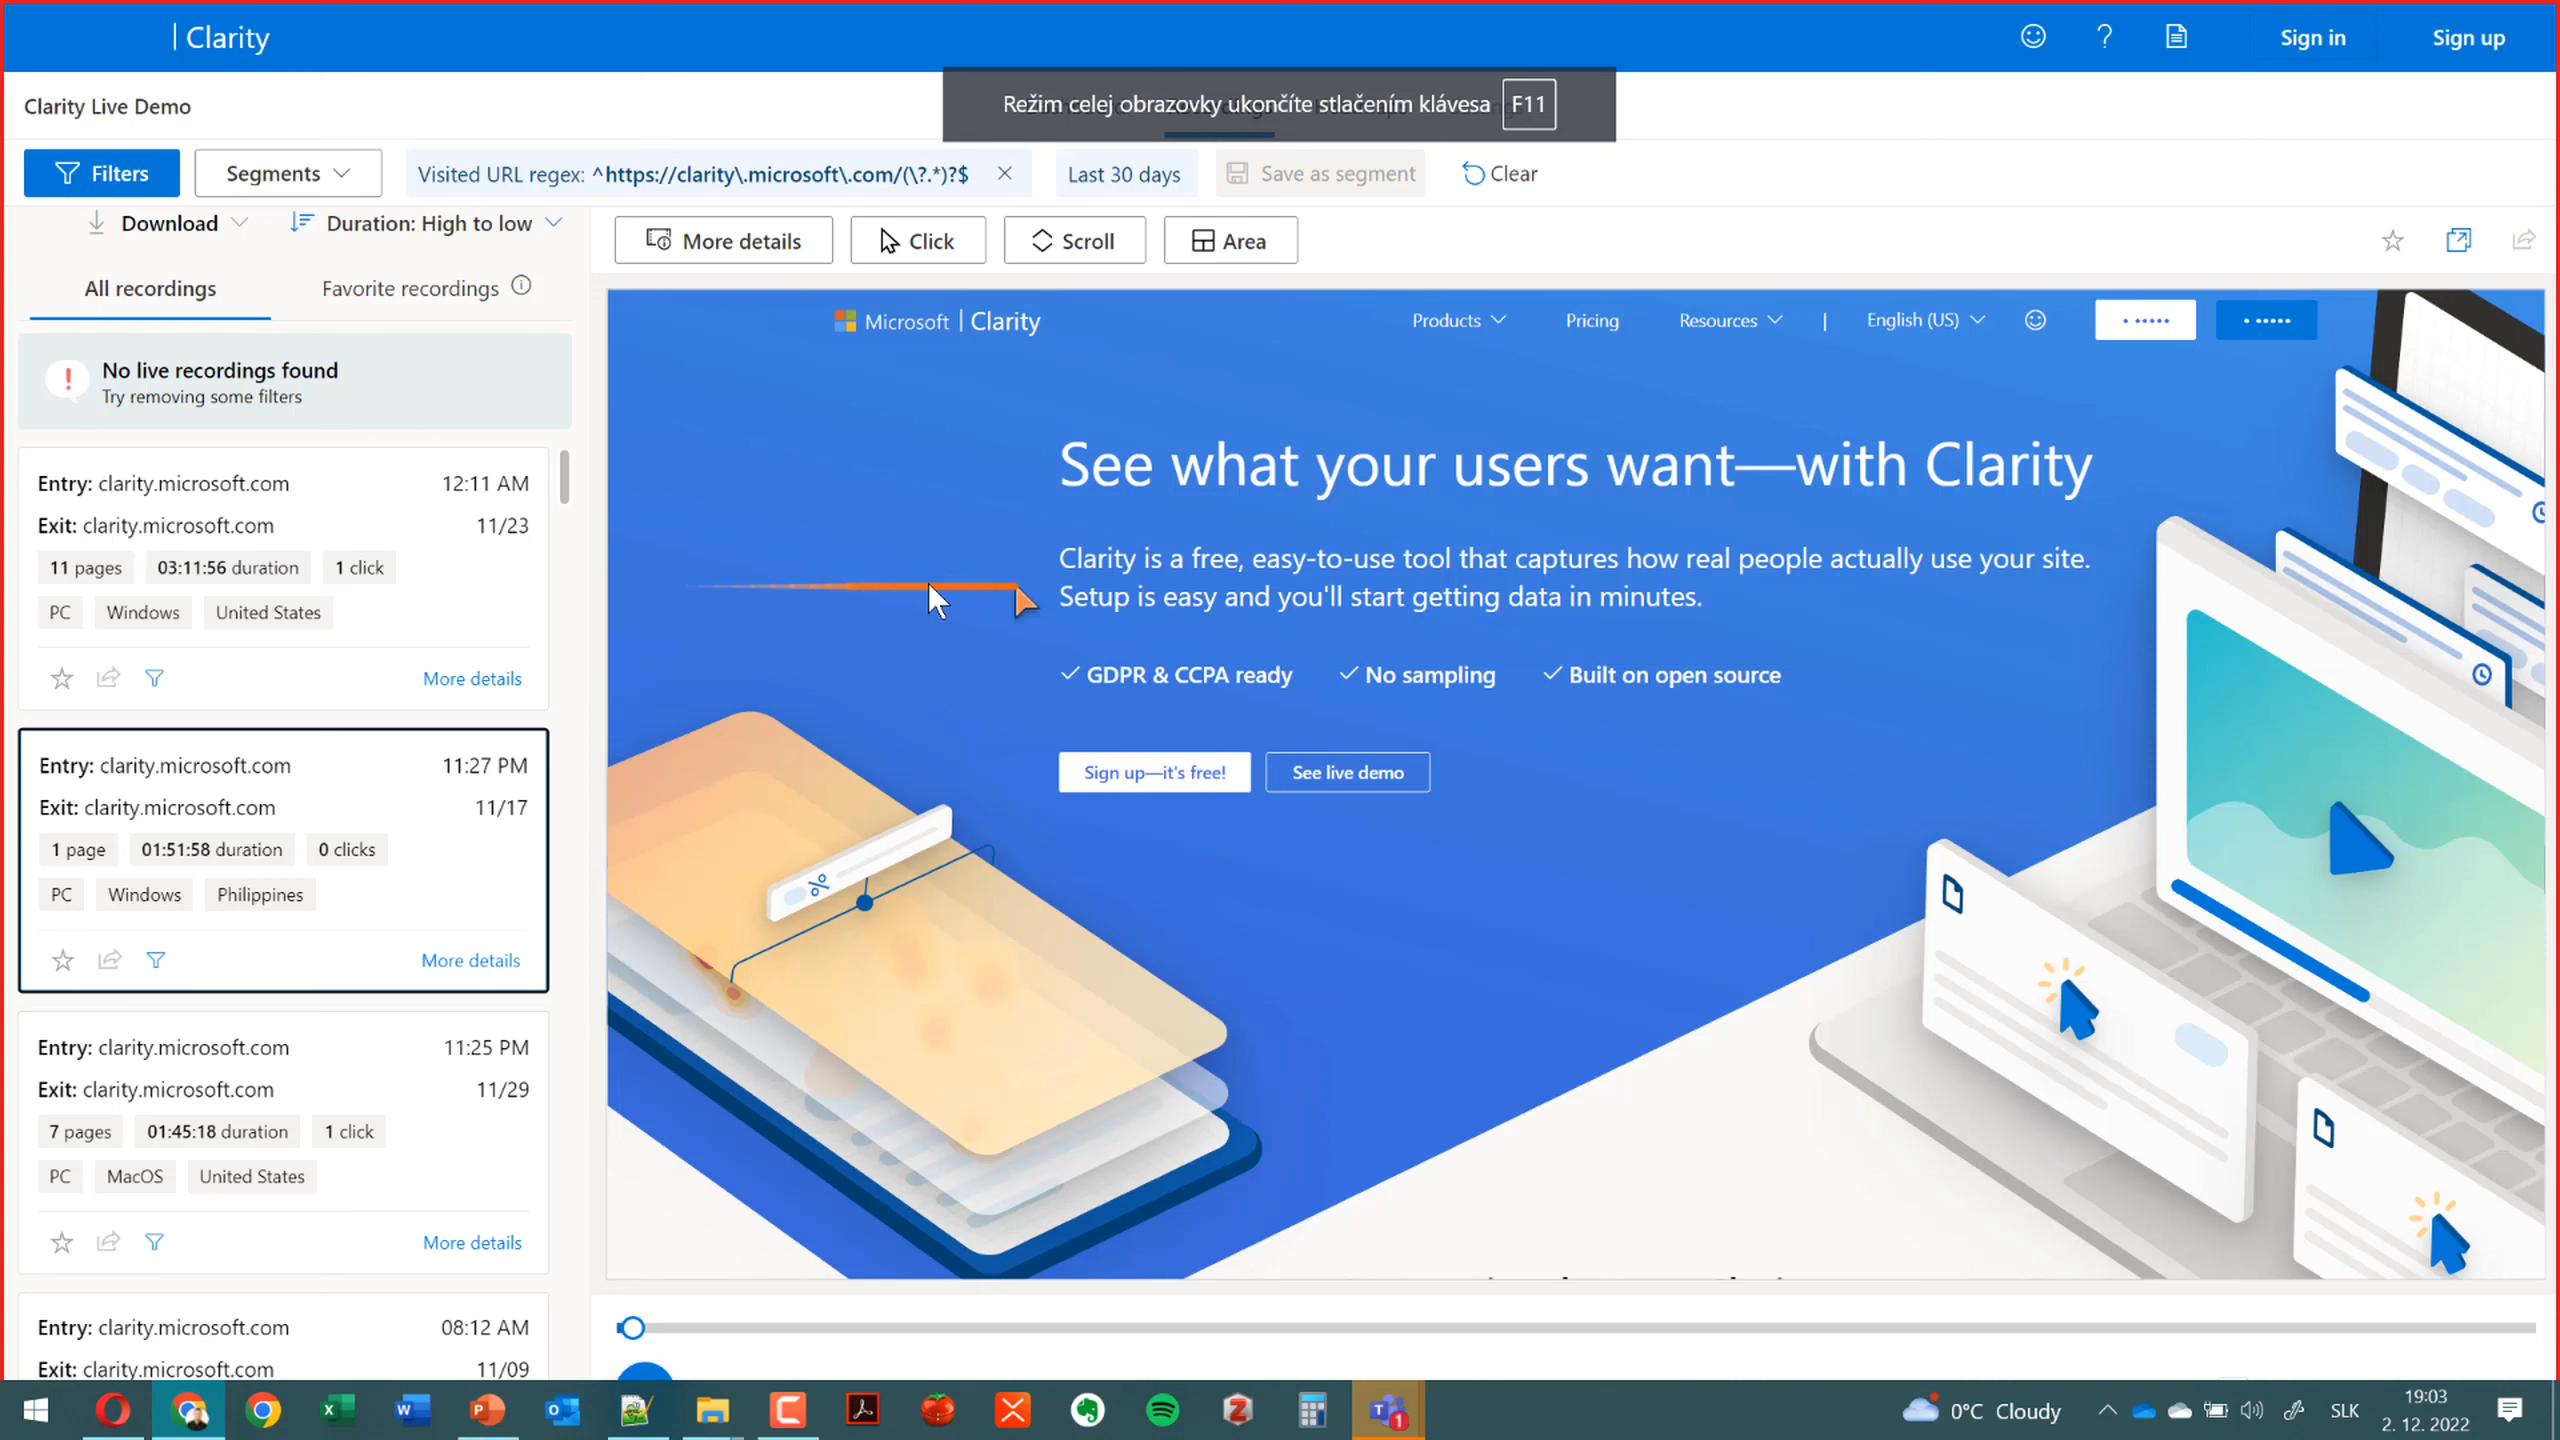 | Clarity
?
Sign in
Sign up
Clarity Live Demo
Režim celej obrazovky ukončíte stlačením klávesa F11
Filters
Segments
Visited URL regex: ^https://clarity\.microsoft\.com/(\?.*)?$
Last 30 days
Save as segment
Clear
Download
Duration: High to low
More details
Click
Scroll
Area
All recordings
Favorite recordings
No live recordings found
Try removing some filters
Entry: clarity.microsoft.com 12:11 AM
Exit: clarity.microsoft.com 11/23
11 pages 03:11:56 duration 1 click
PC Windows United States
More details
Entry: clarity.microsoft.com 11:27 PM
Exit: clarity.microsoft.com 11/17
1 page 01:51:58 duration 0 clicks
PC Windows Philippines
More details
Entry: clarity.microsoft.com 11:25 PM
Exit: clarity.microsoft.com 11/29
7 pages 01:45:18 duration 1 click
PC MacOS United States
More details
Entry: clarity.microsoft.com 08:12 AM
Exit: clarity.microsoft.com 11/09
Microsoft | Clarity
Products
Pricing
Resources
|
English (US)
• •••••
• •••••
See what your users want—with Clarity
Clarity is a free, easy-to-use tool that captures how real people actually use your site.
Setup is easy and you'll start getting data in minutes.
GDPR & CCPA ready
No sampling
Built on open source
Sign up—it's free!
See live demo
%
0°C Cloudy
SLK
19:03
2. 12. 2022
1